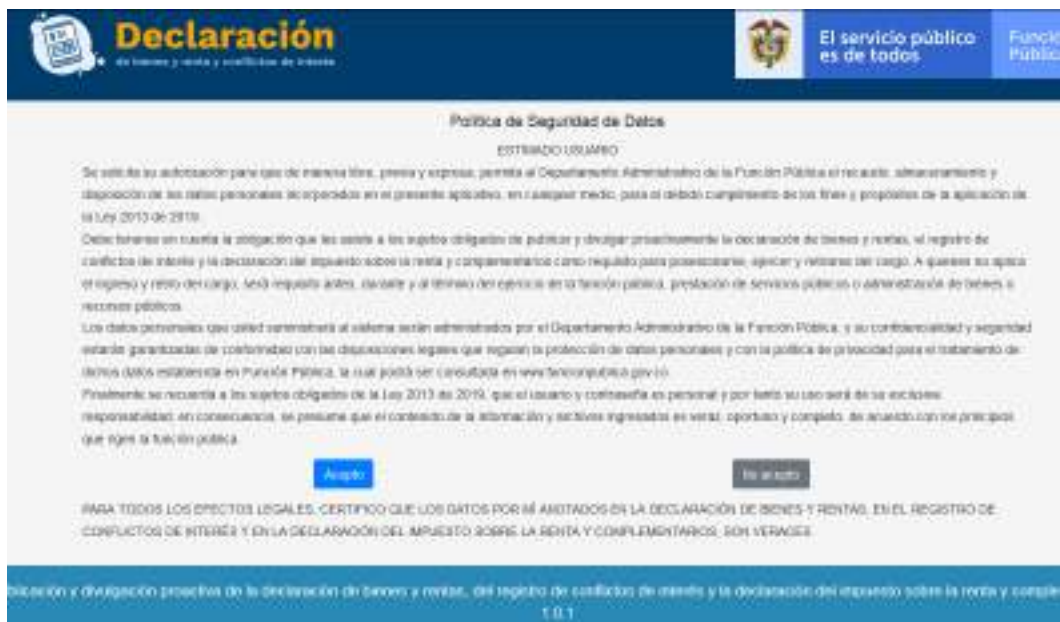 Declaración
de bienes y renta y conflictos de interés
El servicio público
es de todos
Función
Pública
Política de Seguridad de Datos
ESTIMADO USUARIO
Se solicita su autorización para que de manera libre, previa y expresa, permita al Departamento Administrativo de la Función Pública el recaudo, almacenamiento y
disposición de los datos personales incorporados en el presente aplicativo, en cualquier medio, para el debido cumplimiento de los fines y propósitos de la aplicación de
la Ley 2013 de 2019.
Debe tenerse en cuenta la obligación que les asiste a los sujetos obligados de publicar y divulgar proactivamente la declaración de bienes y rentas, el registro de
conflictos de interés y la declaración del impuesto sobre la renta y complementarios como requisito para posesionarse, ejercer y retirarse del cargo. A quienes no aplica
el ingreso y retiro del cargo, será requisito antes, durante y al término del ejercicio de la función pública, prestación de servicios públicos o administración de bienes o
recursos públicos.
Los datos personales que usted suministrará al sistema serán administrados por el Departamento Administrativo de la Función Pública, y su confidencialidad y seguridad
estarán garantizadas de conformidad con las disposiciones legales que regulan la protección de datos personales y con la política de privacidad para el tratamiento de
dichos datos establecida en Función Pública, la cual podrá ser consultada en www.funcionpublica.gov.co
Finalmente se recuerda a los sujetos obligados de la Ley 2013 de 2019, que el usuario y contraseña es personal y por tanto su uso será de su exclusiva
responsabilidad, en consecuencia, se presume que el contenido de la información y archivos ingresados es veraz, oportuno y completo, de acuerdo con los principios
que rigen la función pública.
Acepto
No acepto
PARA TODOS LOS EFECTOS LEGALES, CERTIFICO QUE LOS DATOS POR MÍ ANOTADOS EN LA DECLARACIÓN DE BIENES Y RENTAS, EN EL REGISTRO DE
CONFLICTOS DE INTERÉS Y EN LA DECLARACIÓN DEL IMPUESTO SOBRE LA RENTA Y COMPLEMENTARIOS, SON VERACES.
y divulgación proactiva de la declaración de bienes y rentas, del registro de conflictos de interés y la declaración del impuesto sobre la renta y
1.0.1